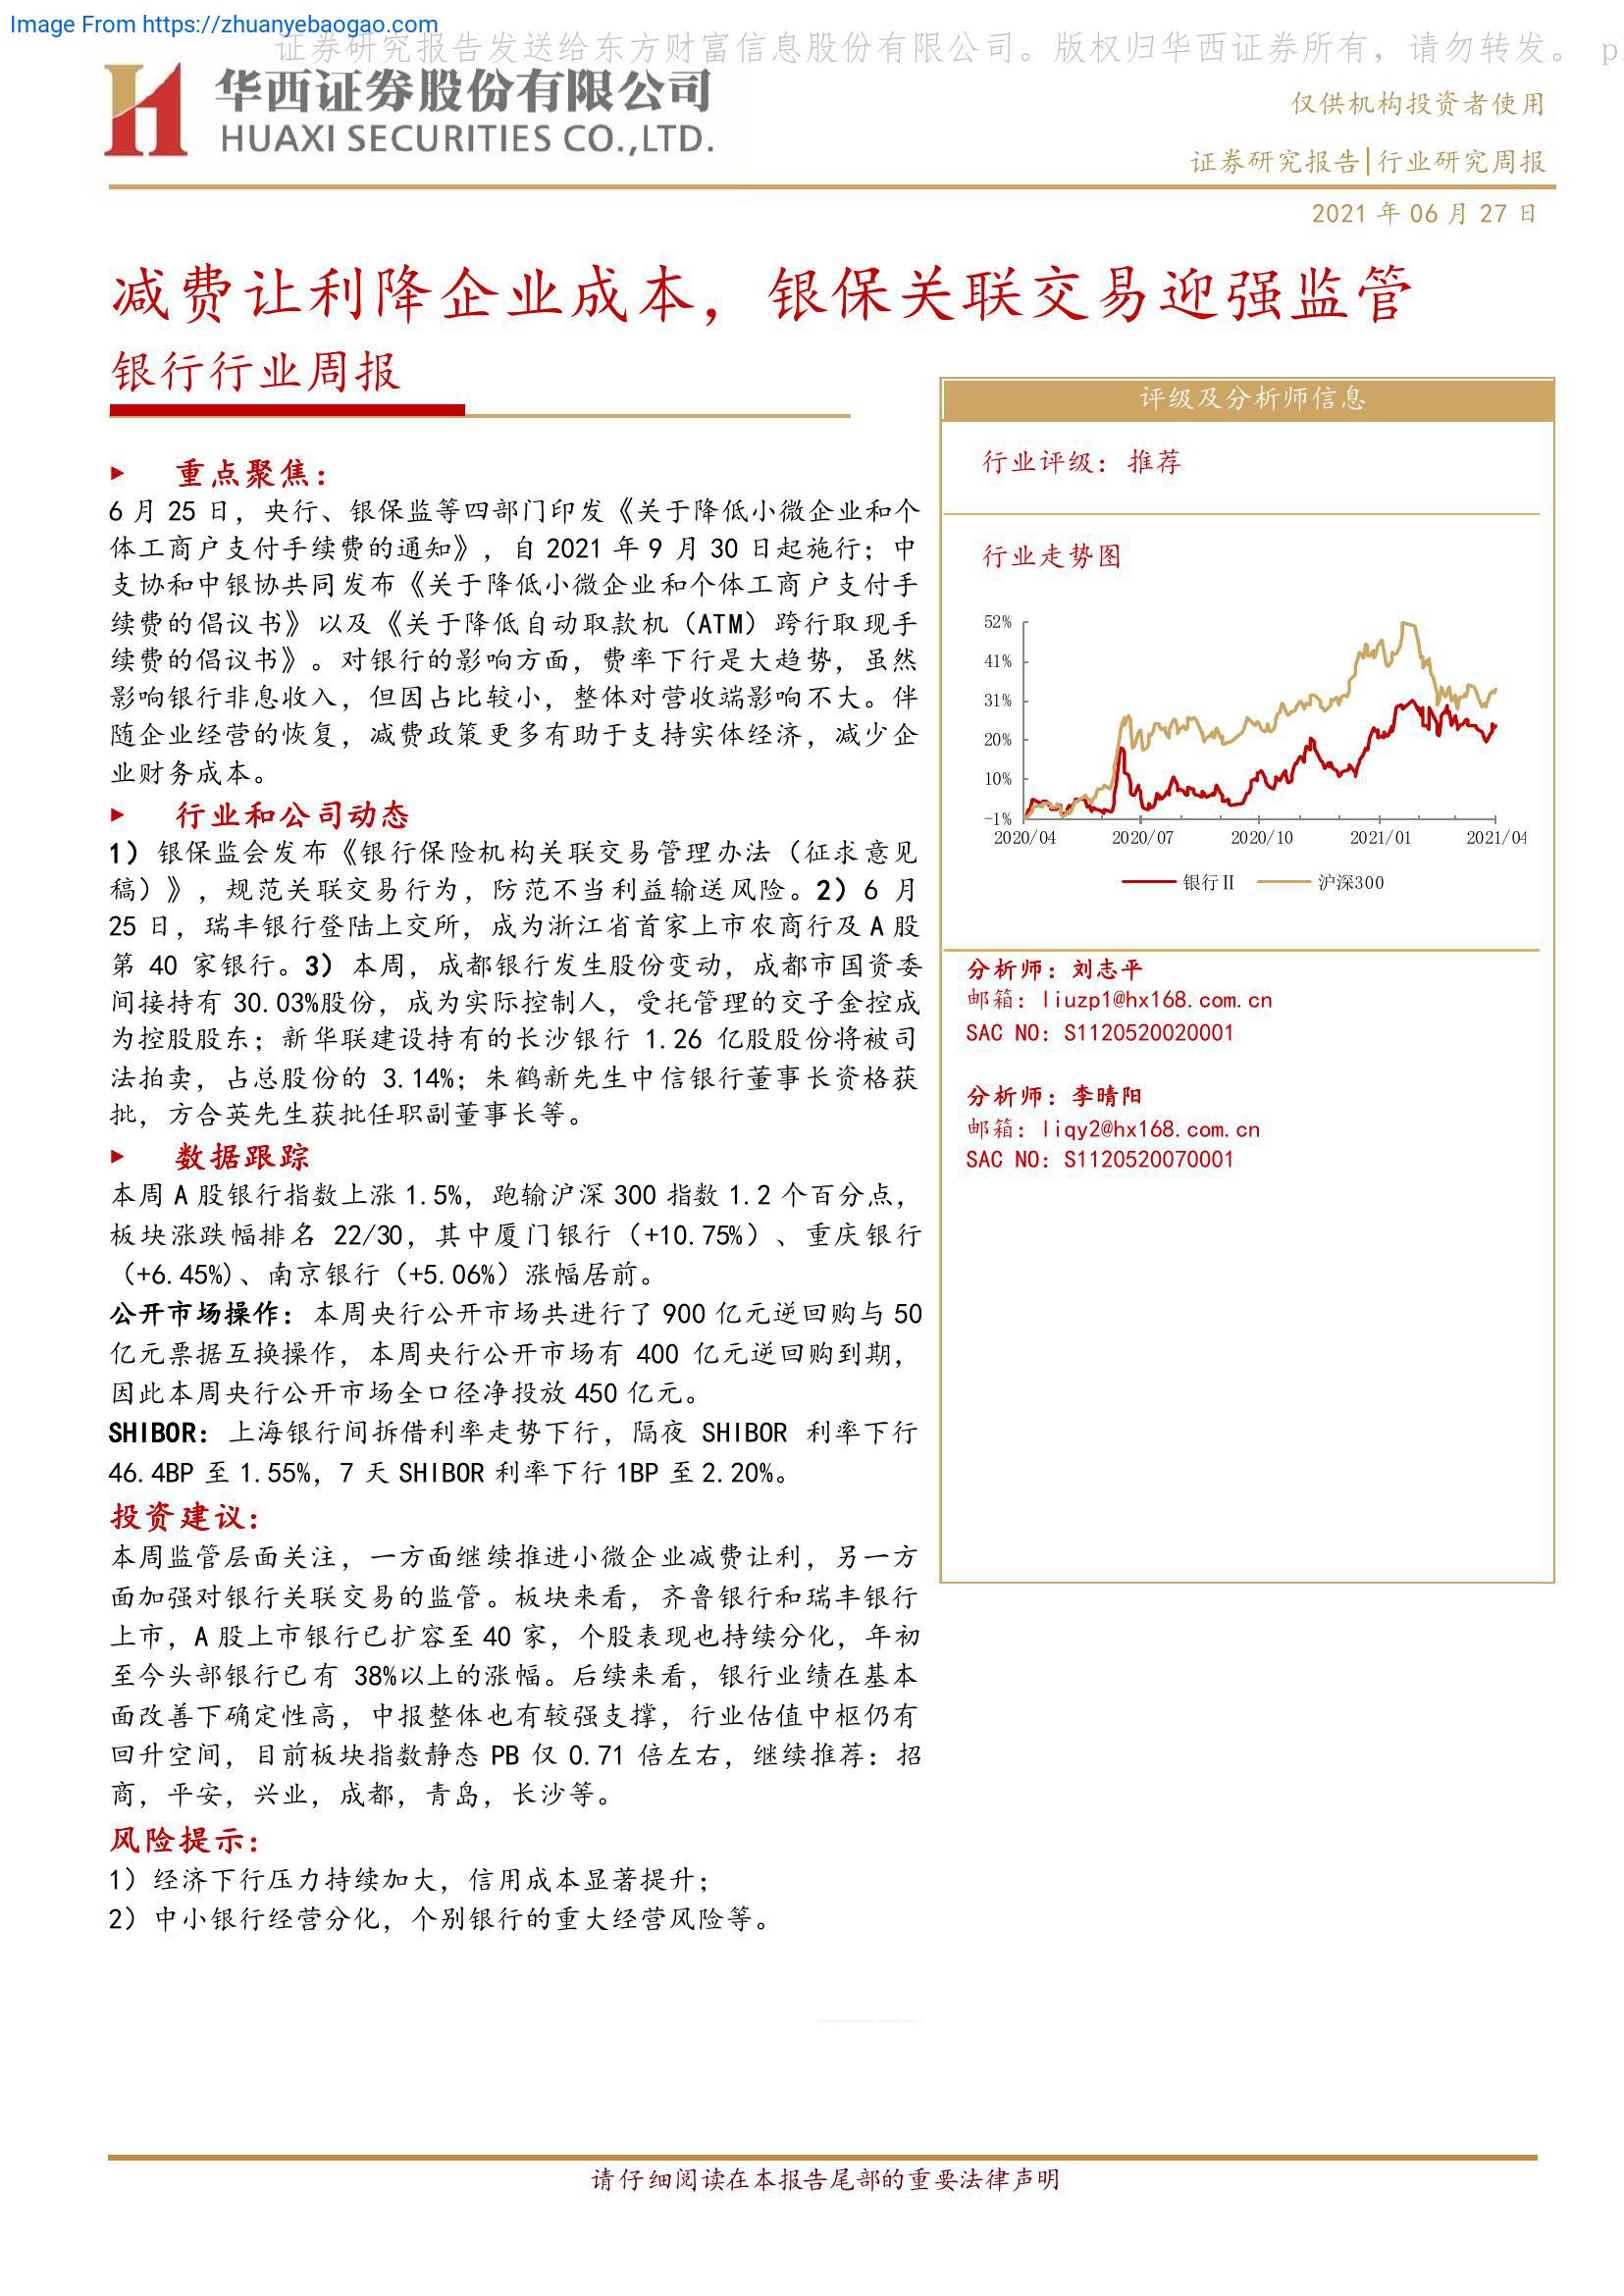 Image From https://zhuanyebaogao.com
证券研究报告发送给东方财富信息股份有限公司。版权归华西证券所有，请勿转发。 p
华西证券股份有限公司
HUAXI SECURITIES CO.,LTD.
仅供机构投资者使用
证券研究报告|行业研究周报
2021 年 06 月 27 日
减费让利降企业成本，银保关联交易迎强监管
银行行业周报
重点聚焦：
6 月 25 日，央行、银保监等四部门印发《关于降低小微企业和个
体工商户支付手续费的通知》，自 2021 年 9 月 30 日起施行；中
支协和中银协共同发布《关于降低小微企业和个体工商户支付手
续费的倡议书》以及《关于降低自动取款机（ATM）跨行取现手
续费的倡议书》。对银行的影响方面，费率下行是大趋势，虽然
影响银行非息收入，但因占比较小，整体对营收端影响不大。伴
随企业经营的恢复，减费政策更多有助于支持实体经济，减少企
业财务成本。
行业和公司动态
1）银保监会发布《银行保险机构关联交易管理办法（征求意见
稿）》，规范关联交易行为，防范不当利益输送风险。2）6 月
25 日，瑞丰银行登陆上交所，成为浙江省首家上市农商行及 A 股
第 40 家银行。3）本周，成都银行发生股份变动，成都市国资委
间接持有 30.03%股份，成为实际控制人，受托管理的交子金控成
为控股股东；新华联建设持有的长沙银行 1.26 亿股股份将被司
法拍卖，占总股份的 3.14%；朱鹤新先生中信银行董事长资格获
批，方合英先生获批任职副董事长等。
数据跟踪
本周 A 股银行指数上涨 1.5%，跑输沪深 300 指数 1.2 个百分点，
板块涨跌幅排名 22/30，其中厦门银行（+10.75%）、重庆银行
（+6.45%)、南京银行（+5.06%）涨幅居前。
公开市场操作：本周央行公开市场共进行了 900 亿元逆回购与 50
亿元票据互换操作，本周央行公开市场有 400 亿元逆回购到期，
因此本周央行公开市场全口径净投放 450 亿元。
SHIBOR：上海银行间拆借利率走势下行，隔夜 SHIBOR 利率下行
46.4BP 至 1.55%，7 天 SHIBOR 利率下行 1BP 至 2.20%。
投资建议：
本周监管层面关注，一方面继续推进小微企业减费让利，另一方
面加强对银行关联交易的监管。板块来看，齐鲁银行和瑞丰银行
上市，A 股上市银行已扩容至 40 家，个股表现也持续分化，年初
至今头部银行已有 38%以上的涨幅。后续来看，银行业绩在基本
面改善下确定性高，中报整体也有较强支撑，行业估值中枢仍有
回升空间，目前板块指数静态 PB 仅 0.71 倍左右，继续推荐：招
商，平安，兴业，成都，青岛，长沙等。
风险提示：
1）经济下行压力持续加大，信用成本显著提升；
2）中小银行经营分化，个别银行的重大经营风险等。
评级及分析师信息
行业评级：推荐
行业走势图
52%
41%
31%
20%
10%
-1%
2020/04 2020/07 2020/10 2021/01 2021/04
银行Ⅱ 沪深300
分析师：刘志平
邮箱：liuzp1@hx168.com.cn
SAC NO：S1120520020001
分析师：李晴阳
邮箱：liqy2@hx168.com.cn
SAC NO：S1120520070001
请仔细阅读在本报告尾部的重要法律声明